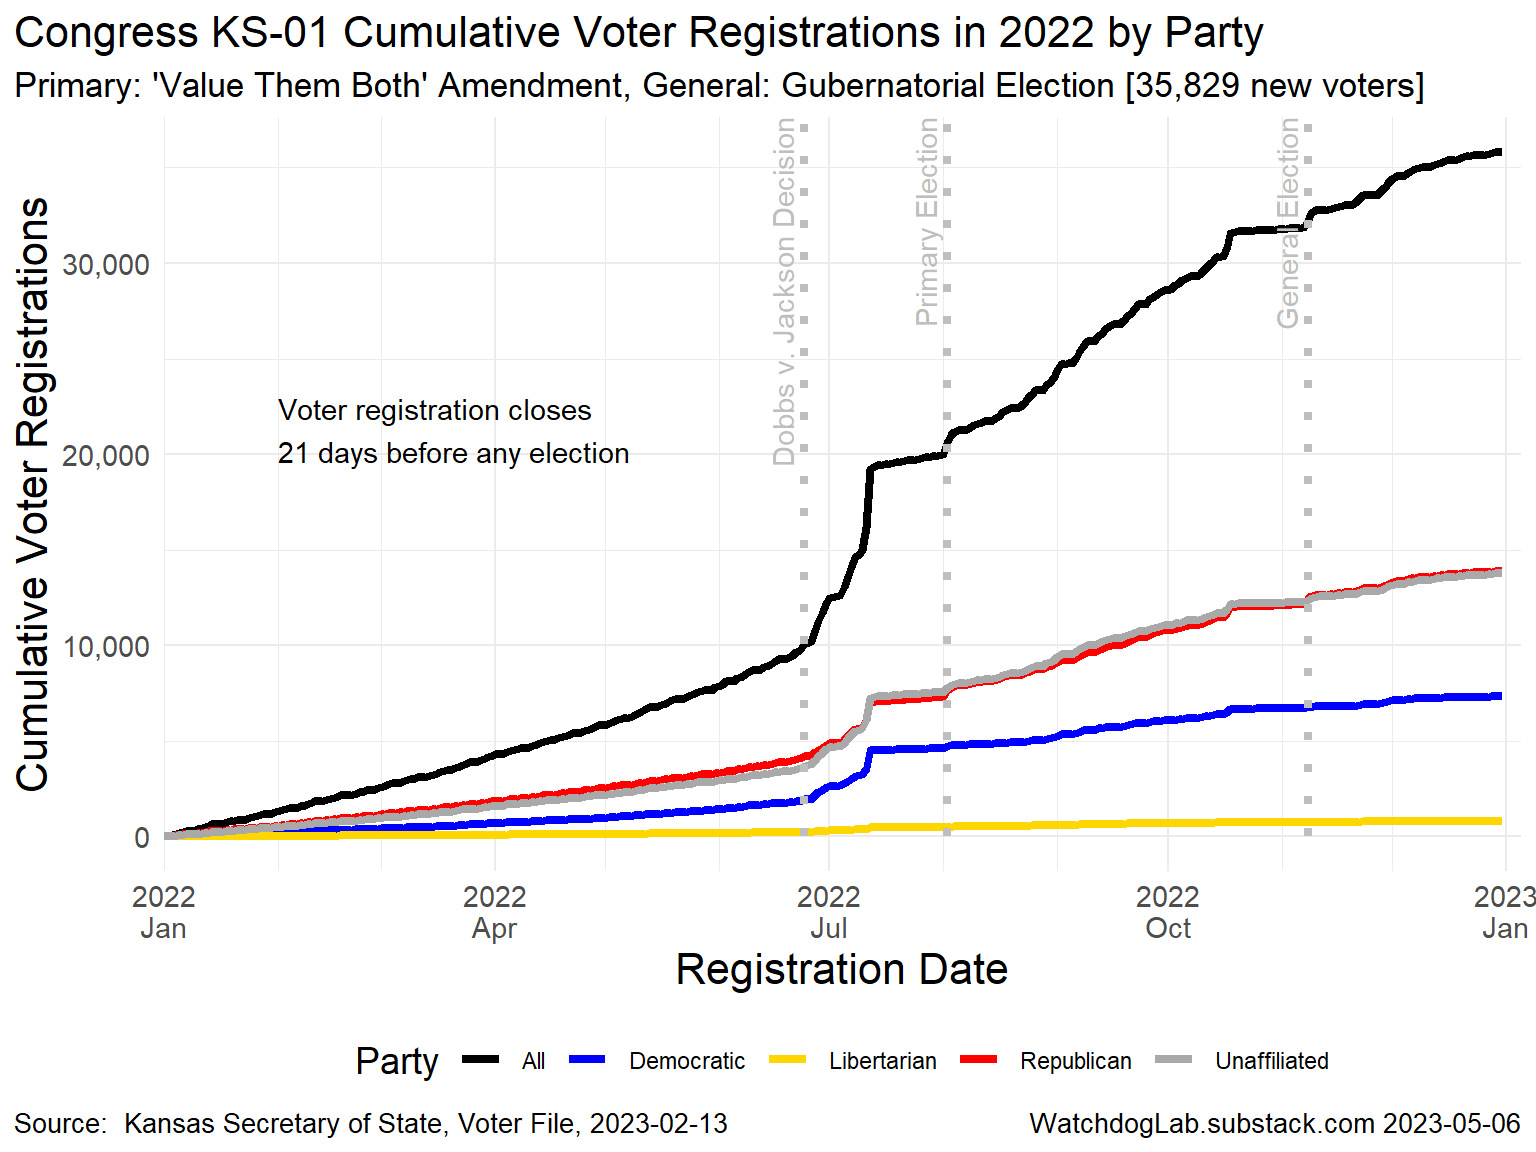 Congress KS-01 Cumulative Voter Registrations in 2022 by Party
Primary: 'Value Them Both' Amendment, General: Gubernatorial Election [35,829 new voters]
Cumulative Voter Registrations
30,000
20,000
10,000
0
Voter registration closes
21 days before any election
Dobbs v. Jackson Decision
Primary Election
General Election
2022
Jan
2022
Apr
2022
Jul
2022
Oct
2023
Jan
Registration Date
Party
All
Democratic
Libertarian
Republican
Unaffiliated
Source:  Kansas Secretary of State, Voter File, 2023-02-13
WatchdogLab.substack.com 2023-05-06